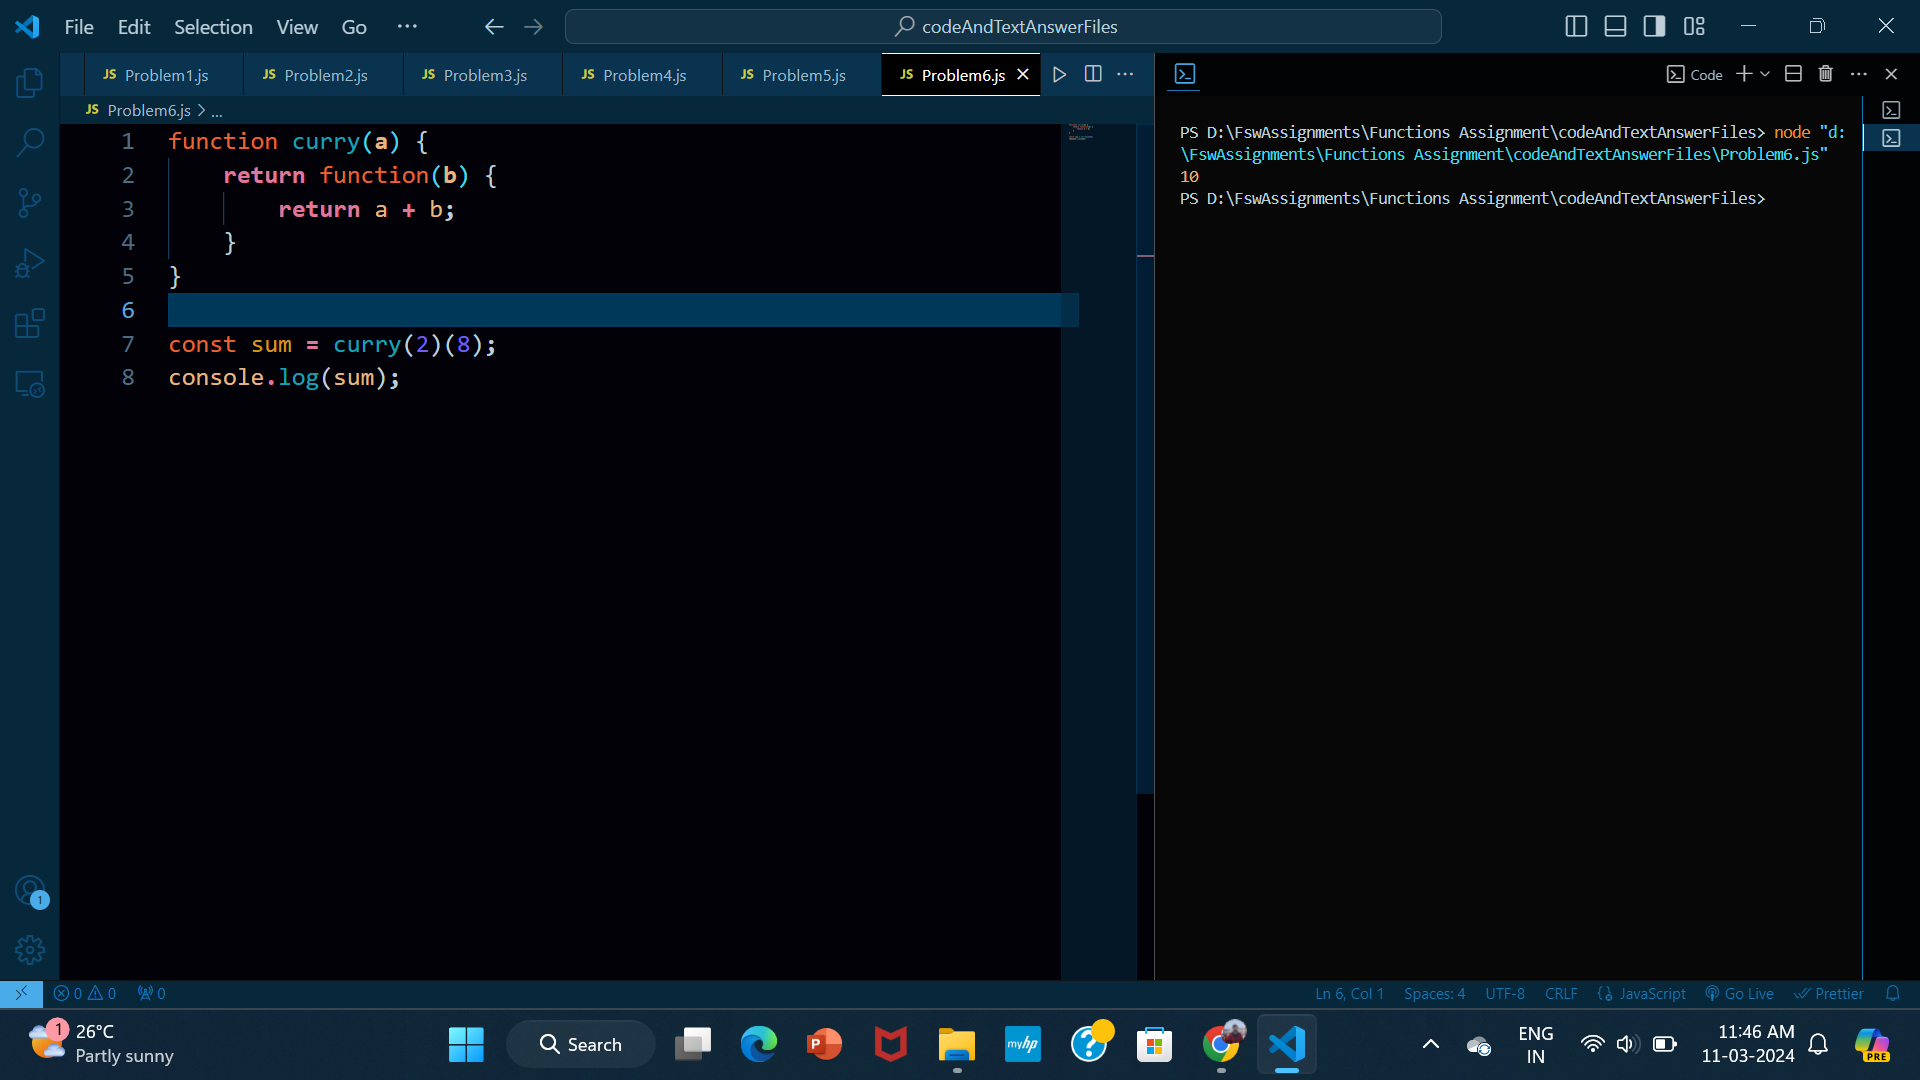 File Edit Selection View Go ··· codeAndTextAnswerFiles
JS Problem1.js JS Problem2.js JS Problem3.js JS Problem4.js JS Problem5.js JS Problem6.js Code
JS Problem6.js > ...
1 function curry(a) {
2 return function(b) {
3 return a + b;
4 }
5 }
6
7 const sum = curry(2)(8);
8 console.log(sum);
PS D:\FswAssignments\Functions Assignment\codeAndTextAnswerFiles> node "d:
\FswAssignments\Functions Assignment\codeAndTextAnswerFiles\Problem6.js"
10
PS D:\FswAssignments\Functions Assignment\codeAndTextAnswerFiles>
1
0 0 0 Ln 6, Col 1 Spaces: 4 UTF-8 CRLF {} JavaScript Go Live Prettier
1 26°C
Partly sunny
Search
P
myhp
?
PRE
ENG
IN
11:46 AM
11-03-2024